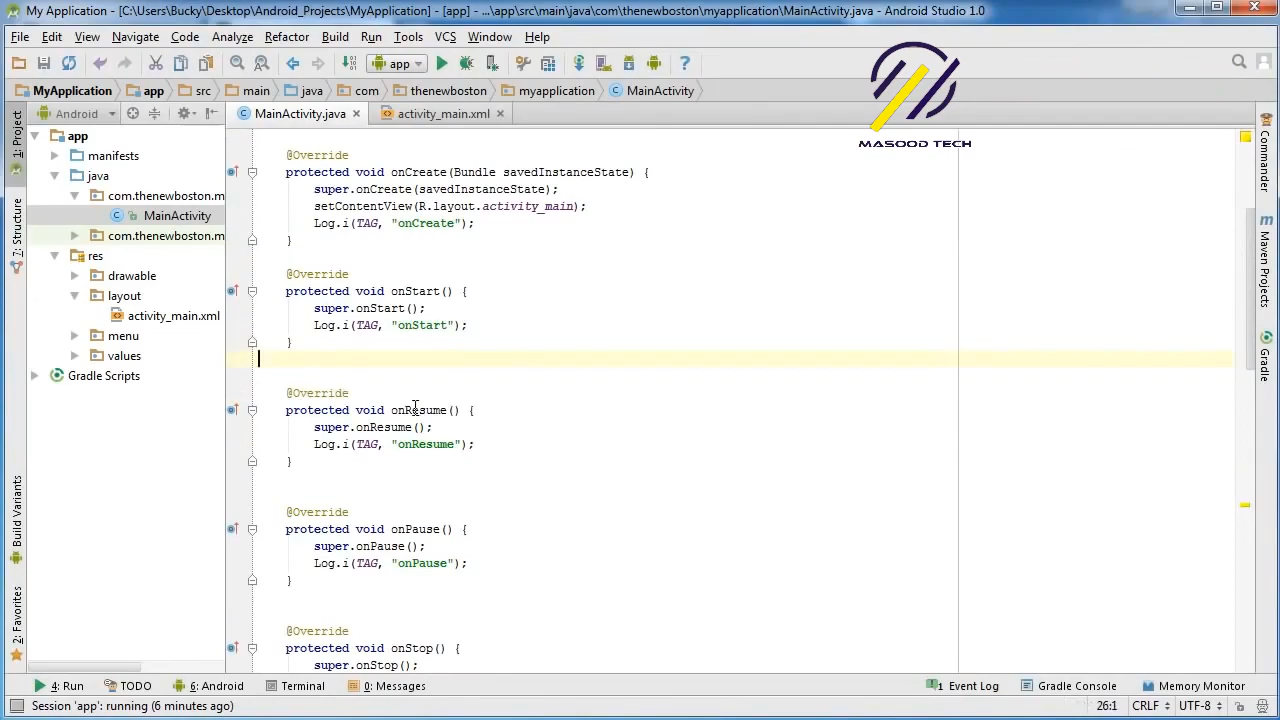 My Application - [C:\Users\Bucky\Desktop\Android_Projects\MyApplication] - [app] - ...\app\src\main\java\com\thenewboston\myapplication\MainActivity.java - Android Studio 1.0
File Edit View Navigate Code Analyze Refactor Build Run Tools VCS Window Help
app
MyApplication app src main java com thenewboston myapplication MainActivity
MASOOD TECH
1: Project
7: Structure
Build Variants
2: Favorites
Android
app
manifests
java
com.thenewboston.m
MainActivity
com.thenewboston.m
res
drawable
layout
activity_main.xml
menu
values
Gradle Scripts
MainActivity.java activity_main.xml
@Override
protected void onCreate(Bundle savedInstanceState) {
super.onCreate(savedInstanceState);
setContentView(R.layout.activity_main);
Log.i(TAG, "onCreate");
}
@Override
protected void onStart() {
super.onStart();
Log.i(TAG, "onStart");
}
@Override
protected void onResume() {
super.onResume();
Log.i(TAG, "onResume");
}
@Override
protected void onPause() {
super.onPause();
Log.i(TAG, "onPause");
}
@Override
protected void onStop() {
super.onStop();
Commander
Maven Projects
Gradle
4: Run TODO 6: Android Terminal 0: Messages 1 Event Log Gradle Console Memory Monitor
Session 'app': running (6 minutes ago) 26:1 CRLF UTF-8